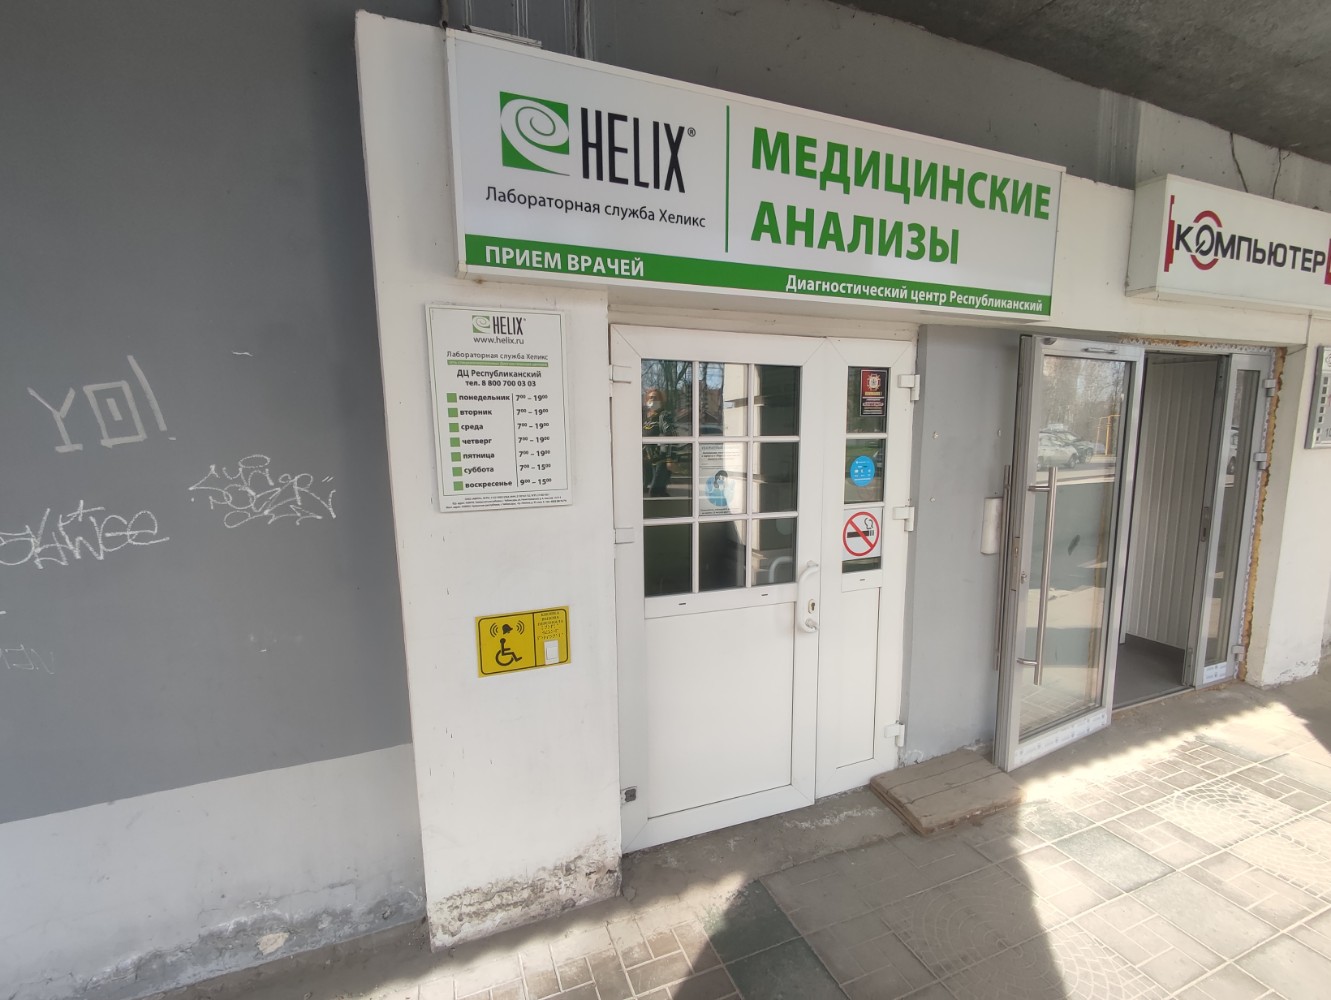 HELIX®
Лабораторная служба Хеликс
МЕДИЦИНСКИЕ
АНАЛИЗЫ
ПРИЕМ ВРАЧЕЙ
Диагностический центр Республиканский
КОМПЬЮТЕР
HELIX®
www.helix.ru
Лабораторная служба Хеликс
ДЦ Республиканский
тел. 8 800 700 03 03
понедельник 7⁰⁰ – 19⁰⁰
вторник 7⁰⁰ – 19⁰⁰
среда 7⁰⁰ – 19⁰⁰
четверг 7⁰⁰ – 19⁰⁰
пятница 7⁰⁰ – 19⁰⁰
суббота 7⁰⁰ – 15⁰⁰
воскресенье 9⁰⁰ – 15⁰⁰
YO!